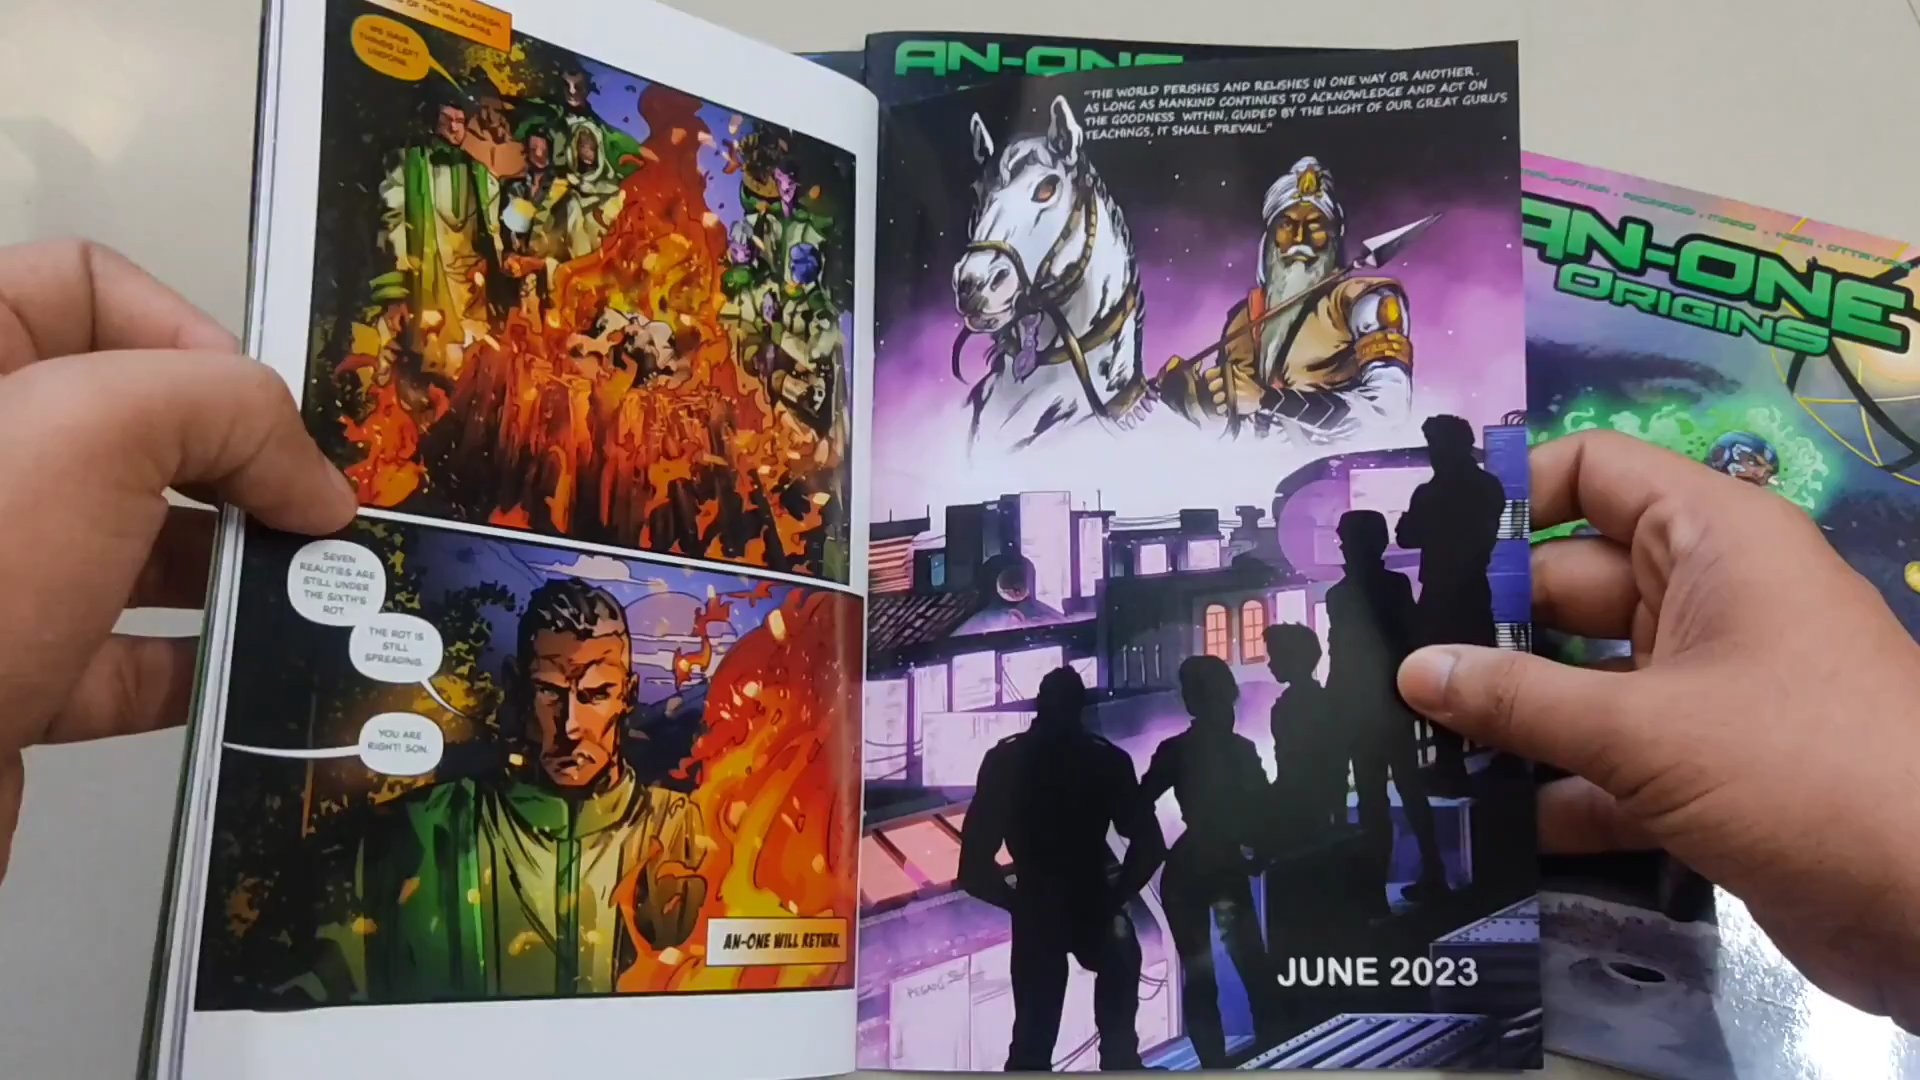 OF THE HIMALAYAS
WE HAVE
THINGS LEFT
UNDONE.
SEVEN
REALITIES ARE
STILL UNDER
THE SIXTH'S
ROT.
THE ROT IS
STILL
SPREADING.
YOU ARE
RIGHT! SON.
AN-ONE WILL RETURN.
AN-ONE
"THE WORLD PERISHES AND RELISHES IN ONE WAY OR ANOTHER.
AS LONG AS MANKIND CONTINUES TO ACKNOWLEDGE AND ACT ON
THE GOODNESS WITHIN, GUIDED BY THE LIGHT OF OUR GREAT GURU'S
TEACHINGS, IT SHALL PREVAIL."
JUNE 2023
AN-ONE
ORIGINS